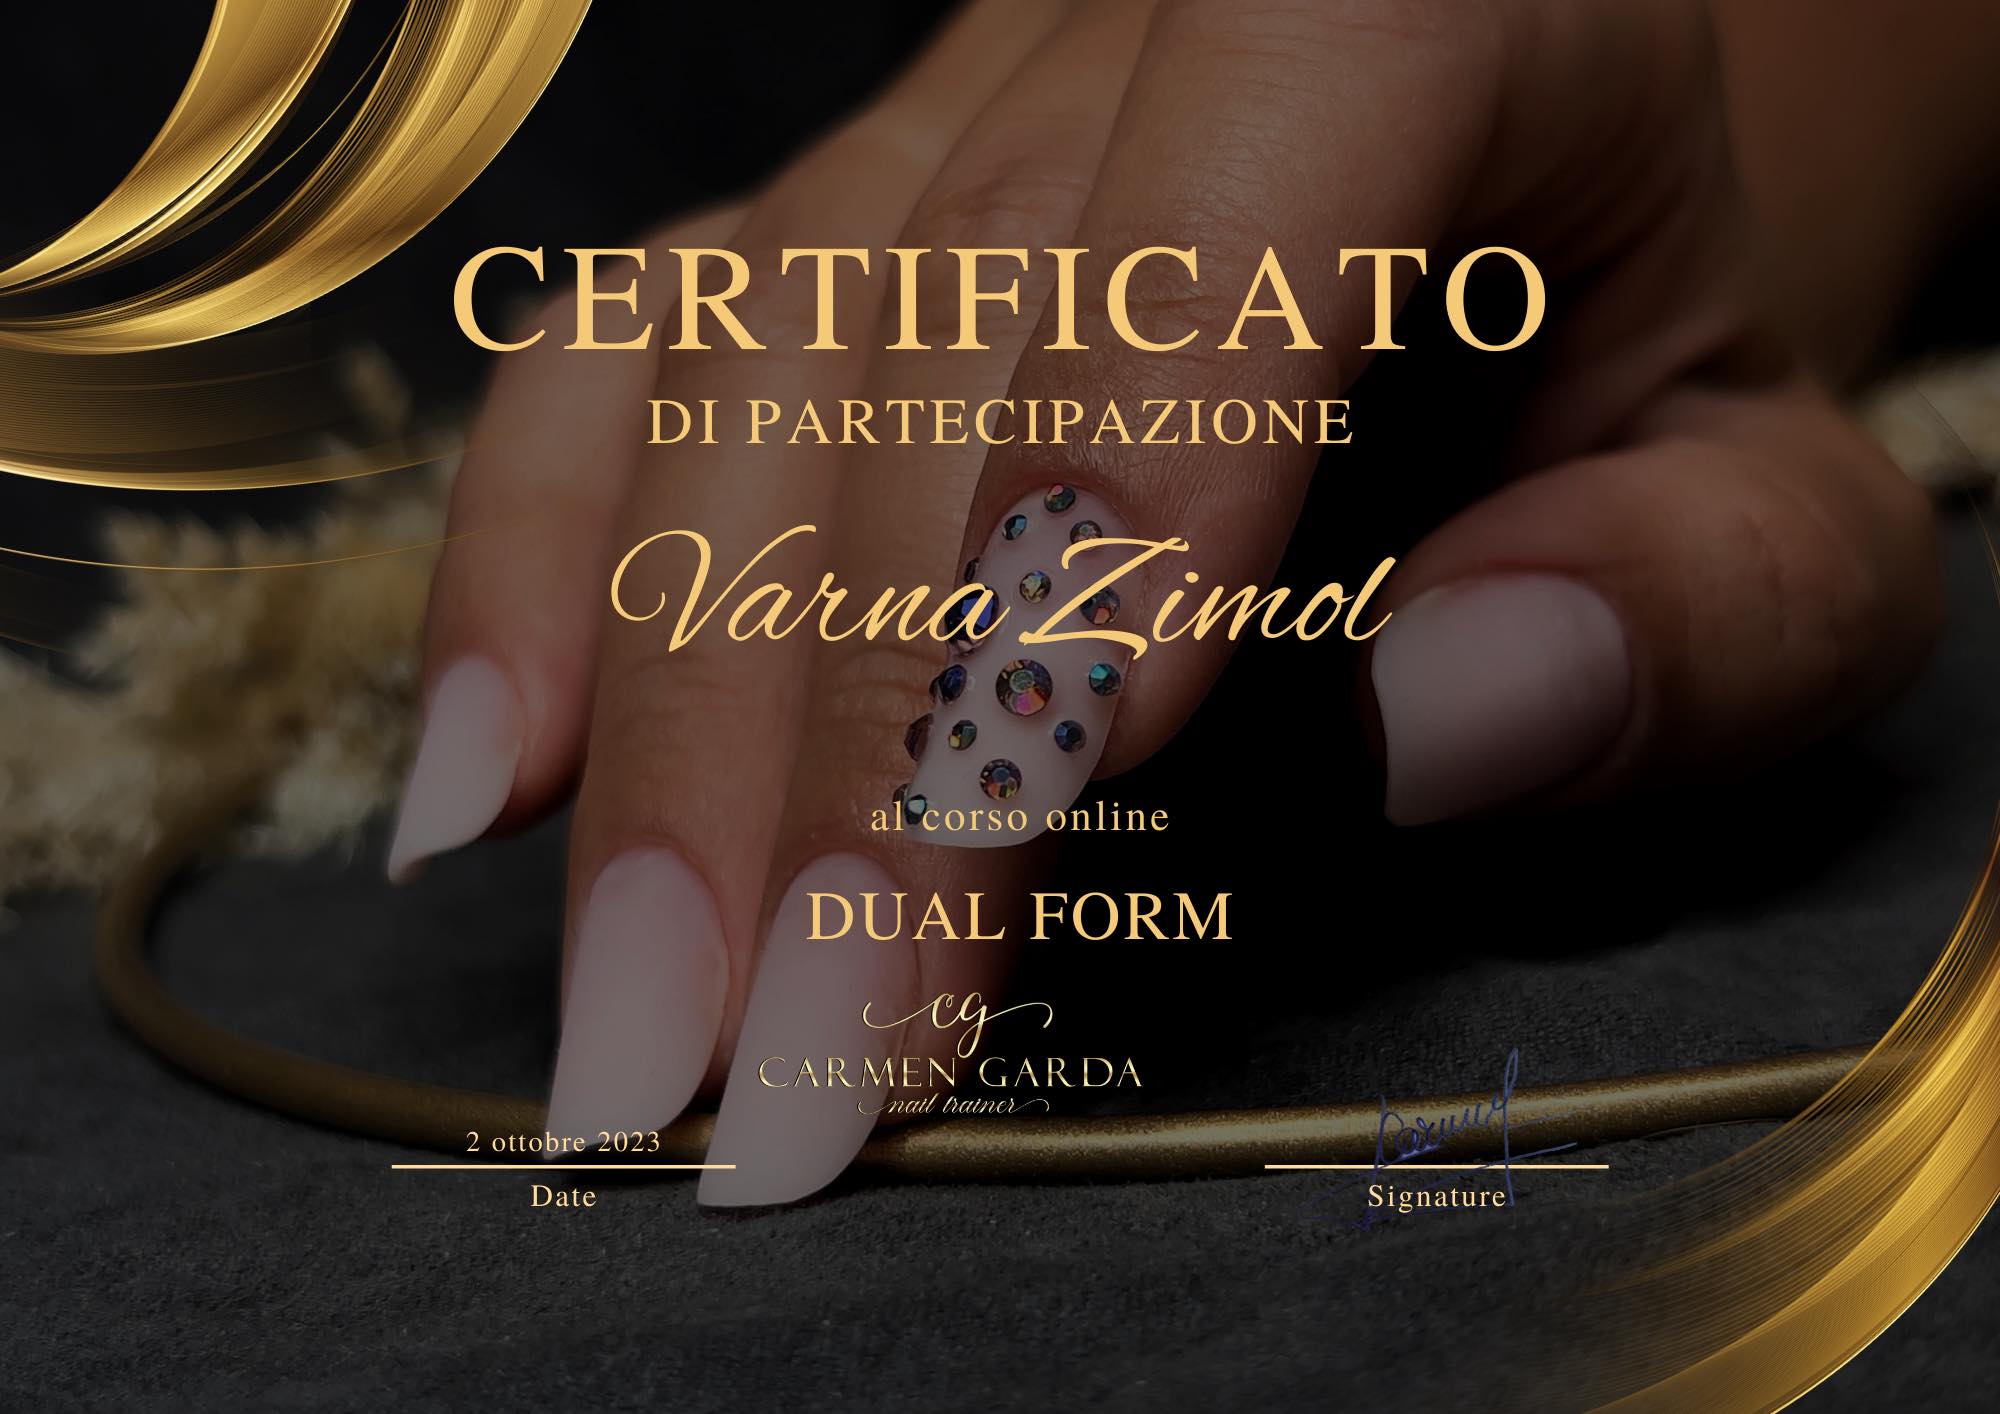 CERTIFICATO
DI PARTECIPAZIONE
Varna Zimol
al corso online
DUAL FORM
cg
CARMEN GARDA
nail trainer
2 ottobre 2023
Date
Signature